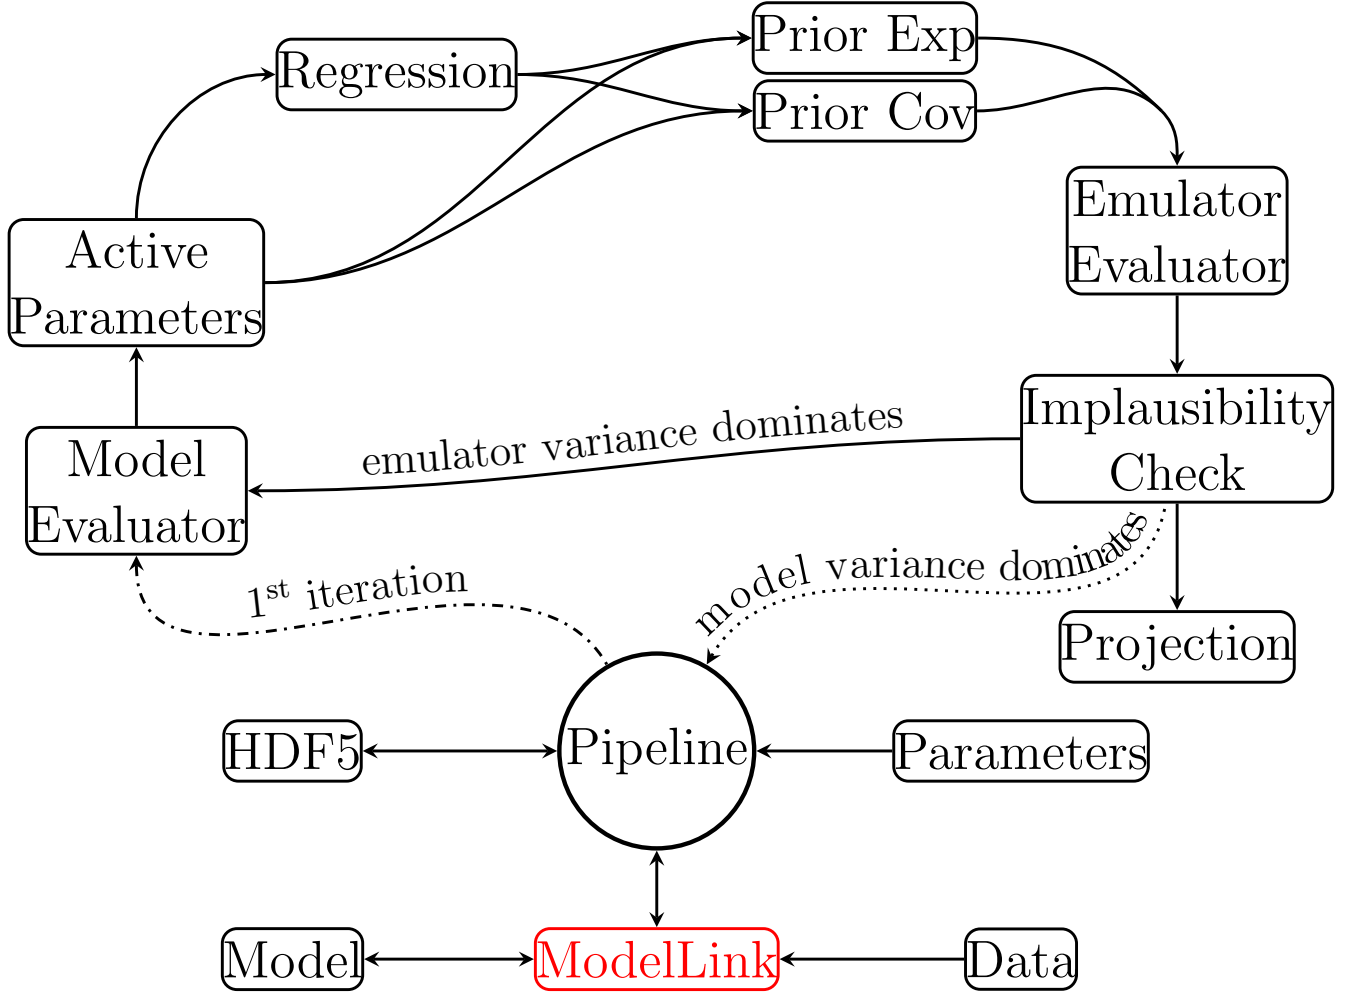 Regression
Prior Exp
Prior Cov
Emulator
Evaluator
Active
Parameters
Implausibility
Check
emulator variance dominates
Model
Evaluator
model variance dominates
1st iteration
Projection
HDF5
Pipeline
Parameters
Model
ModelLink
Data